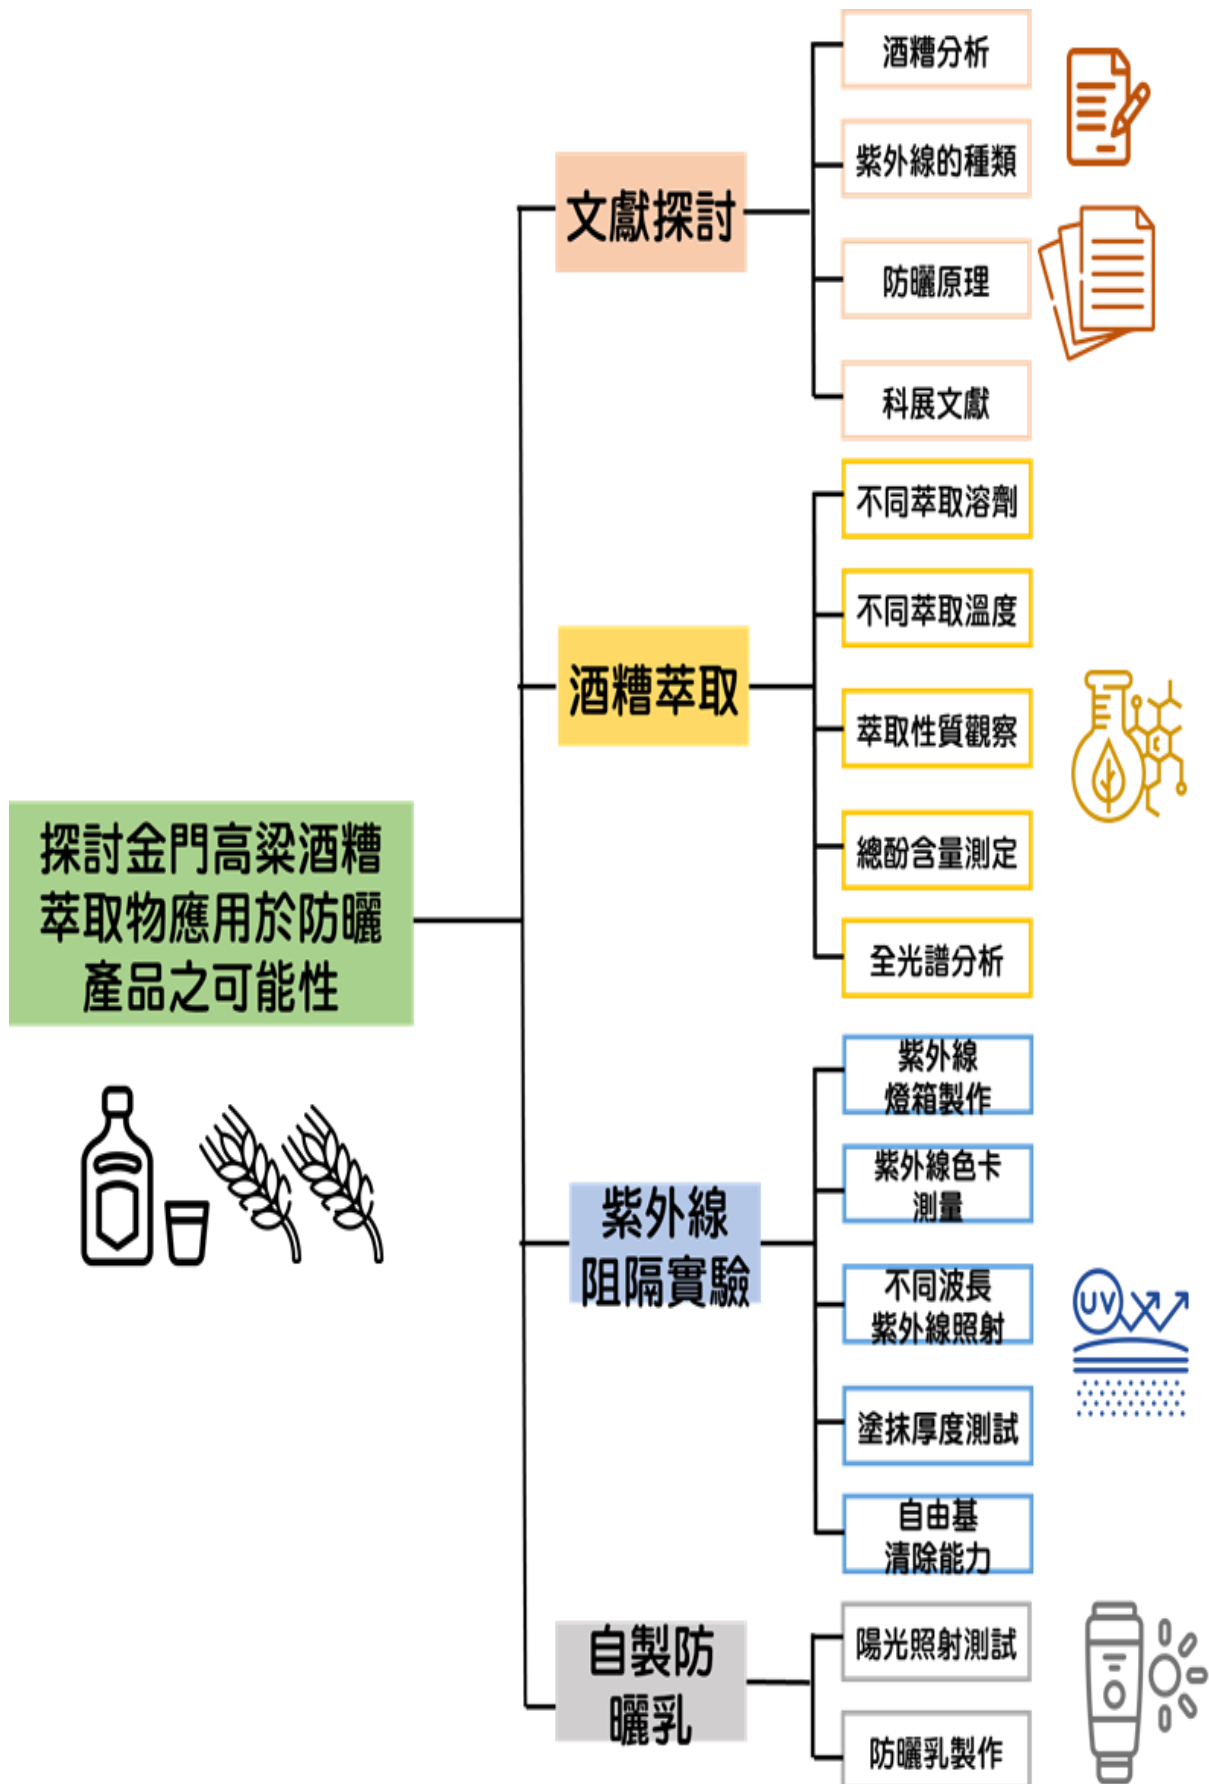 探討金門高粱酒糟
萃取物應用於防曬
產品之可能性
文獻探討
酒糟分析
紫外線的種類
防曬原理
科展文獻
酒糟萃取
不同萃取溶劑
不同萃取溫度
萃取性質觀察
總酚含量測定
全光譜分析
紫外線
阻隔實驗
紫外線
燈箱製作
紫外線色卡
測量
不同波長
紫外線照射
塗抹厚度測試
自由基
清除能力
UV
自製防
曬乳
陽光照射測試
防曬乳製作